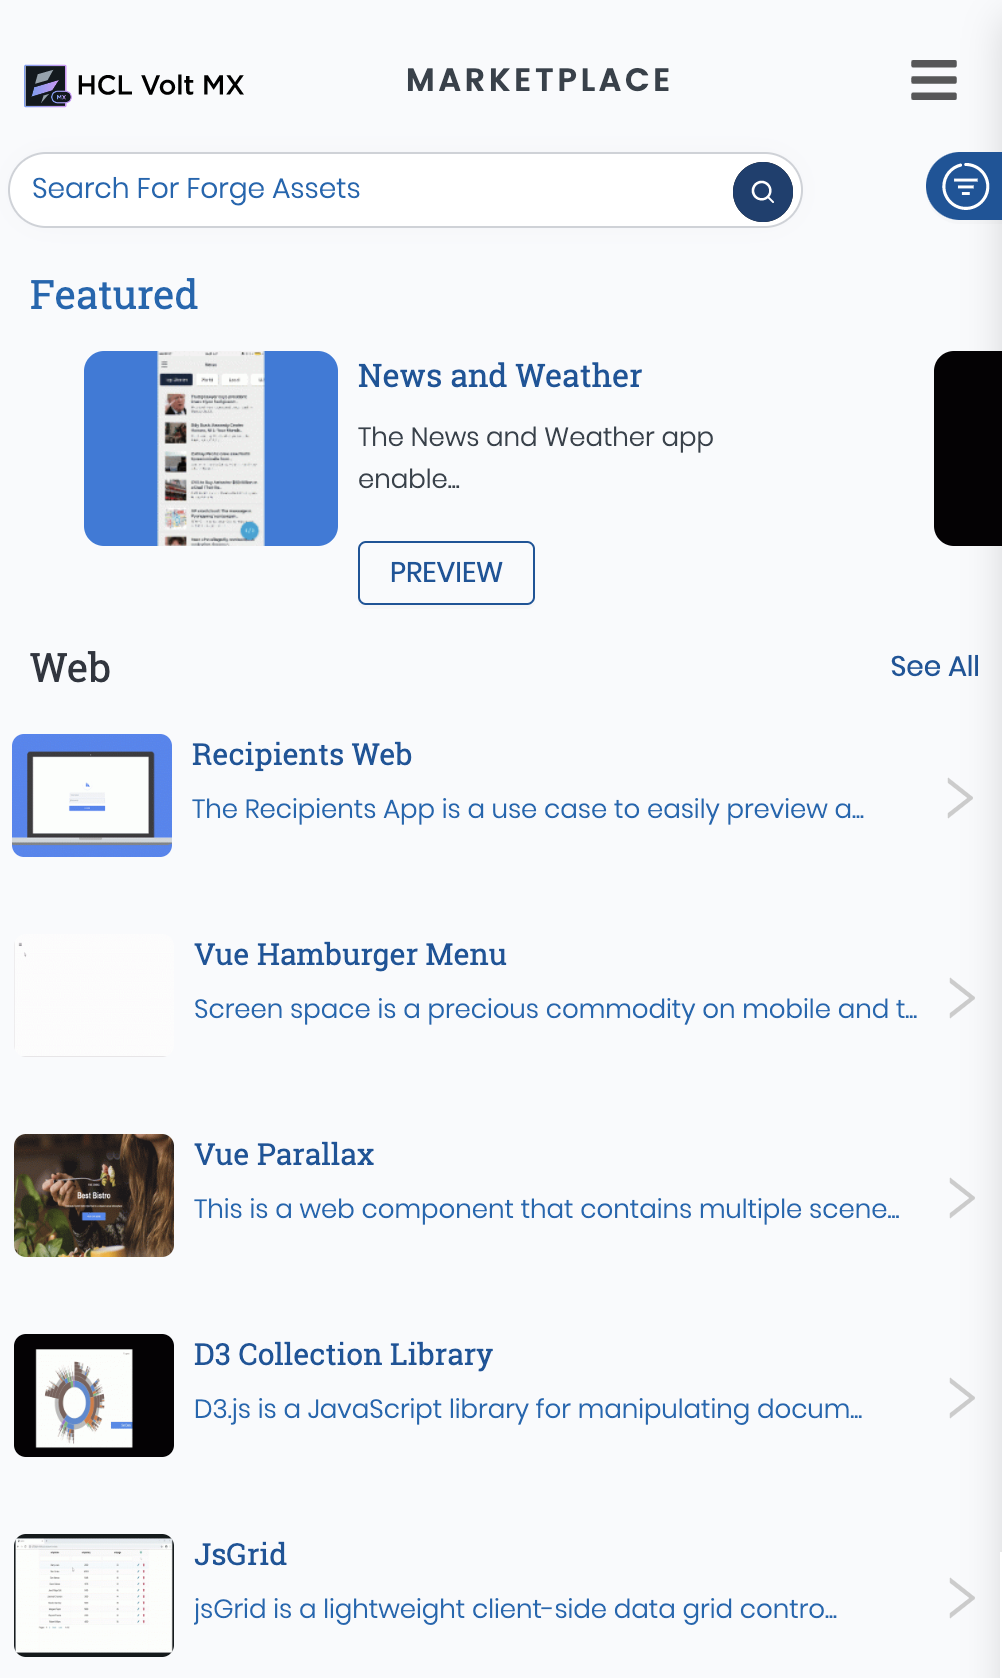 HCL Volt MX
MARKETPLACE
Search For Forge Assets
Featured
News and Weather
The News and Weather app
enable...
PREVIEW
Web
See All
Recipients Web
The Recipients App is a use case to easily preview a...
Vue Hamburger Menu
Screen space is a precious commodity on mobile and t...
Vue Parallax
This is a web component that contains multiple scene...
Best Bistro
D3 Collection Library
D3.js is a JavaScript library for manipulating docum...
JsGrid
jsGrid is a lightweight client-side data grid contro...